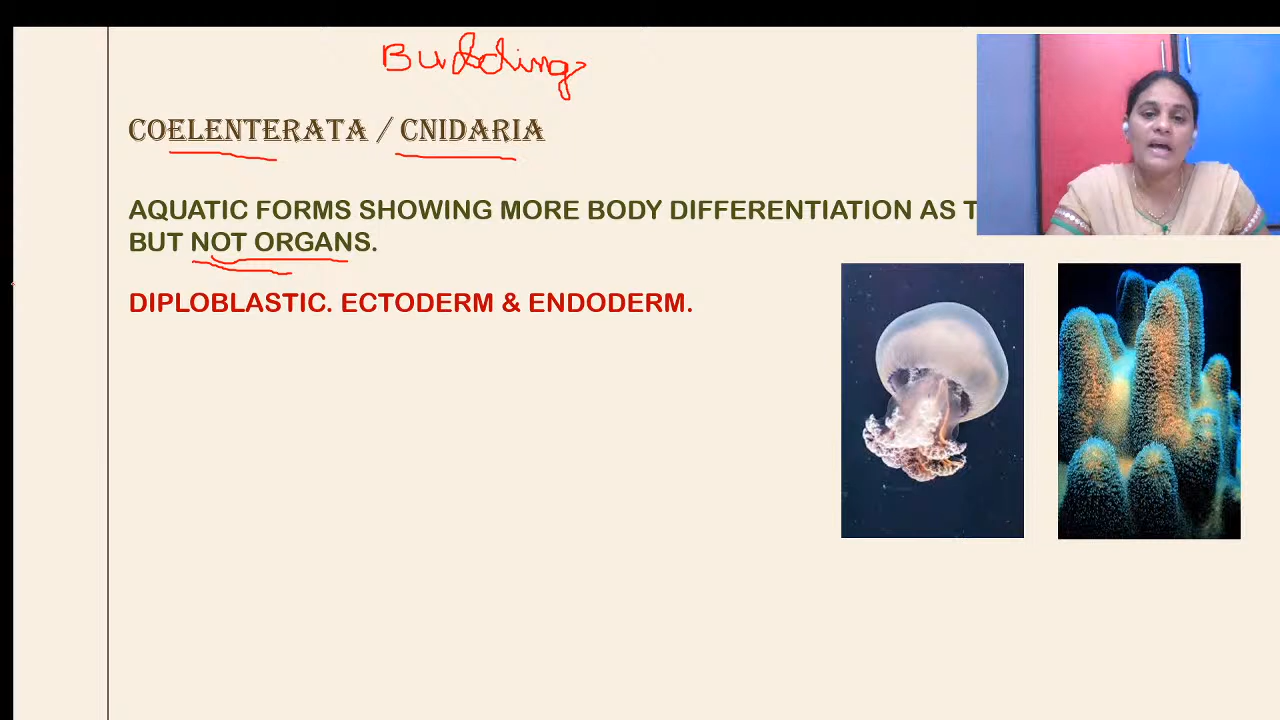 Budding
COELENTERATA / CNIDARIA
AQUATIC FORMS SHOWING MORE BODY DIFFERENTIATION AS
BUT NOT ORGANS.
DIPLOBLASTIC. ECTODERM & ENDODERM.